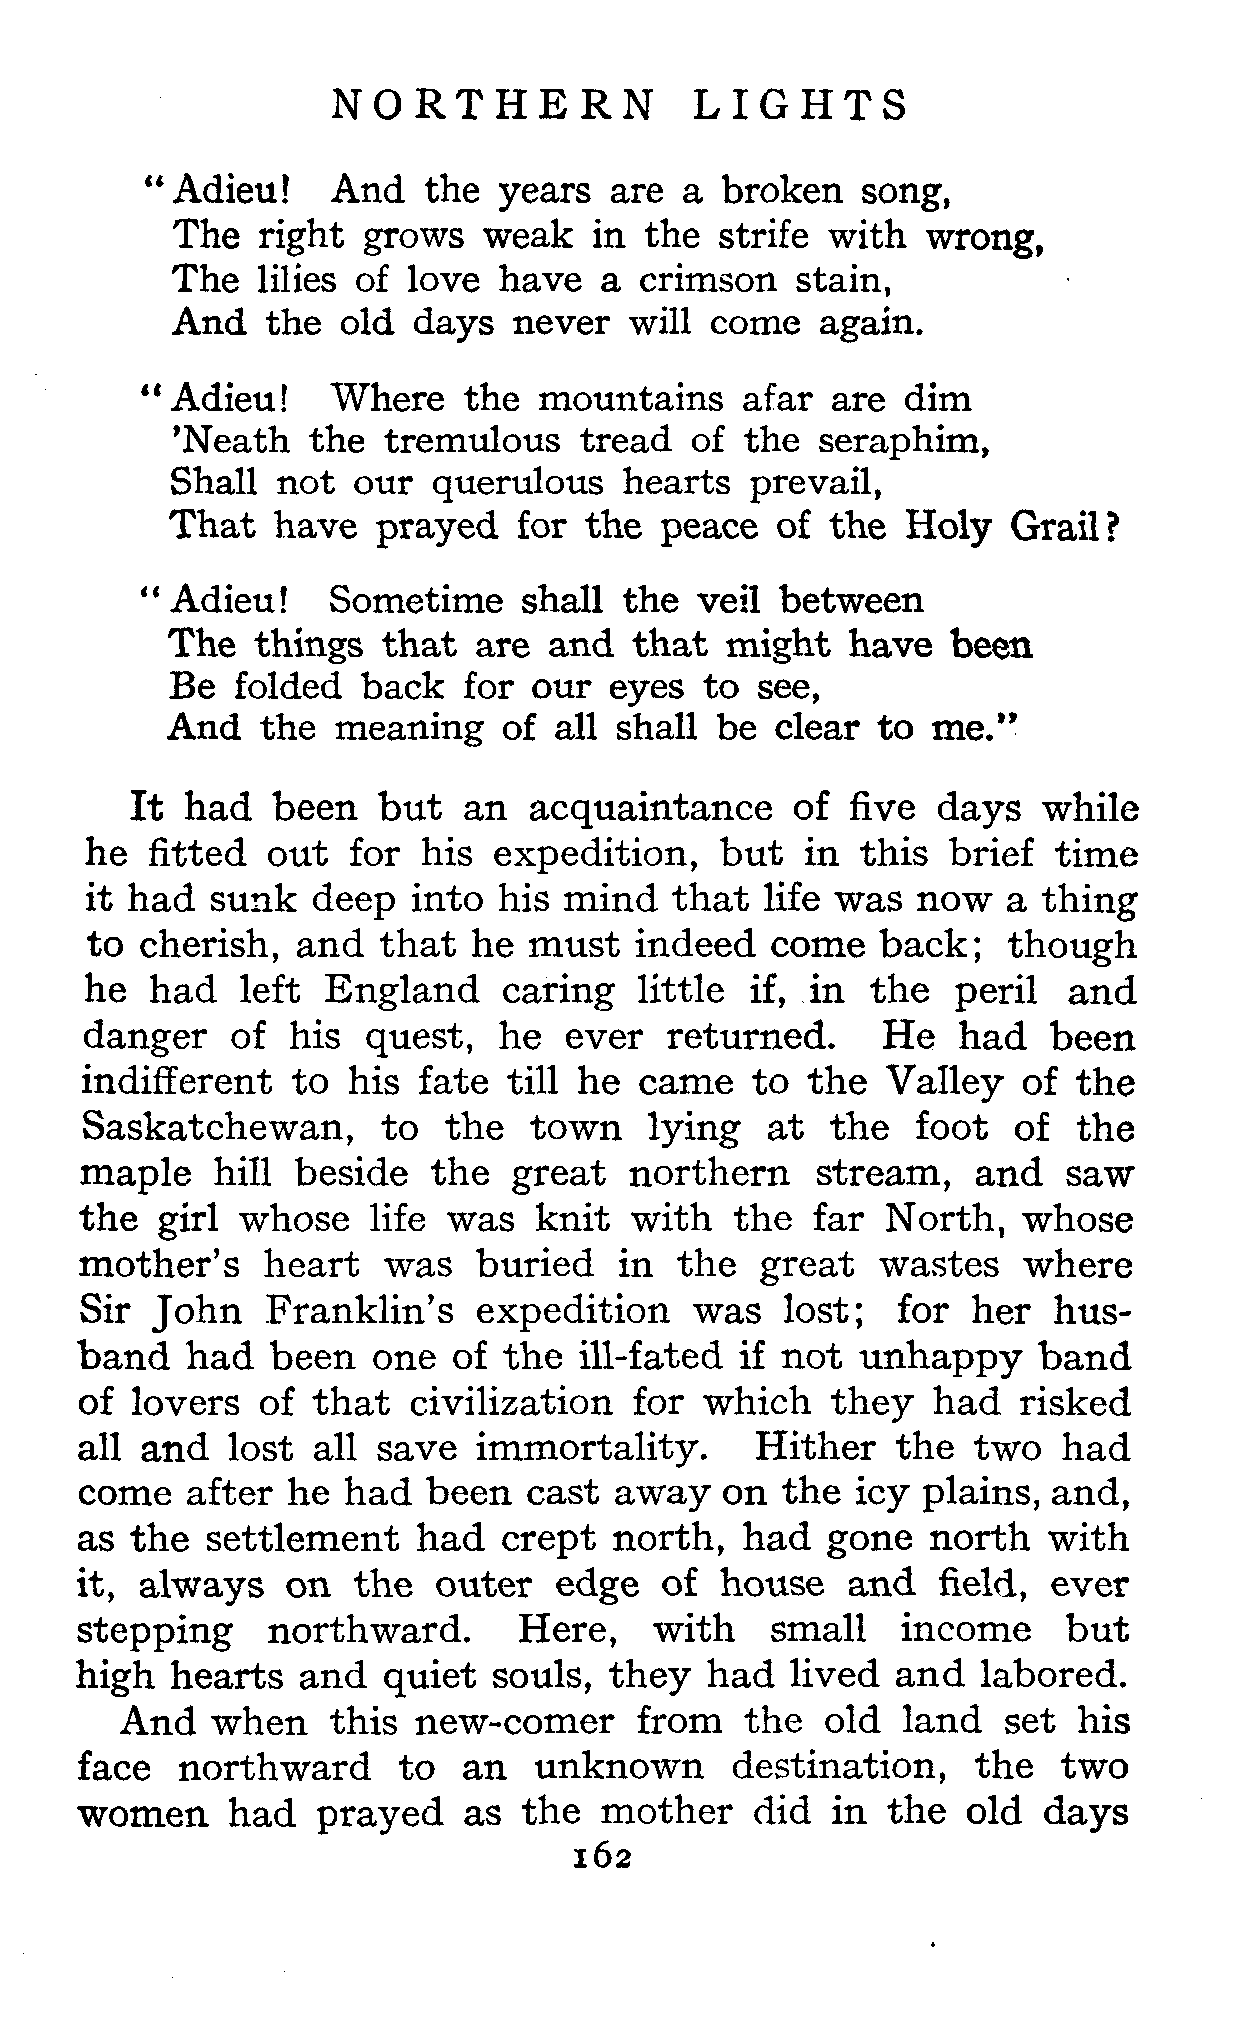 NORTHERN LIGHTS
“Adieu! And the years are a broken song,
The right grows weak in the strife with wrong,
The lilies of love have a crimson stain,
And the old days never will come again.
“Adieu! Where the mountains afar are dim
’Neath the tremulous tread of the seraphim,
Shall not our querulous hearts prevail,
That have prayed for the peace of the Holy Grail?
“Adieu! Sometime shall the veil between
The things that are and that might have been
Be folded back for our eyes to see,
And the meaning of all shall be clear to me.”
It had been but an acquaintance of five days while
he fitted out for his expedition, but in this brief time
it had sunk deep into his mind that life was now a thing
to cherish, and that he must indeed come back; though
he had left England caring little if, in the peril and
danger of his quest, he ever returned. He had been
indifferent to his fate till he came to the Valley of the
Saskatchewan, to the town lying at the foot of the
maple hill beside the great northern stream, and saw
the girl whose life was knit with the far North, whose
mother’s heart was buried in the great wastes where
Sir John Franklin’s expedition was lost; for her hus-
band had been one of the ill-fated if not unhappy band
of lovers of that civilization for which they had risked
all and lost all save immortality. Hither the two had
come after he had been cast away on the icy plains, and,
as the settlement had crept north, had gone north with
it, always on the outer edge of house and field, ever
stepping northward. Here, with small income but
high hearts and quiet souls, they had lived and labored.
And when this new-comer from the old land set his
face northward to an unknown destination, the two
women had prayed as the mother did in the old days
162